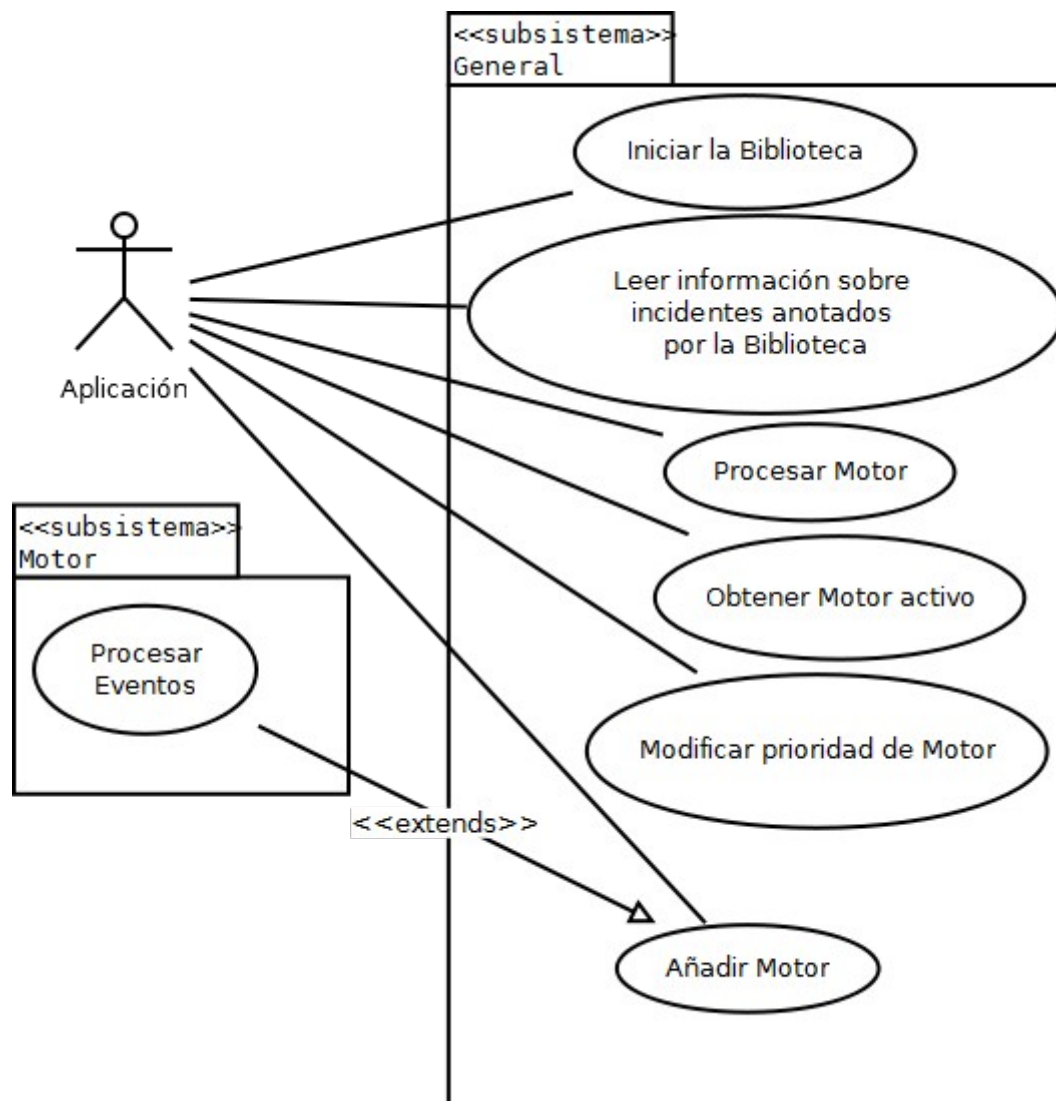 <<subsistema>>
General
Iniciar la Biblioteca
Leer información sobre
incidentes anotados
por la Biblioteca
Aplicación
Procesar Motor
<<subsistema>>
Motor
Obtener Motor activo
Procesar
Eventos
Modificar prioridad de Motor
<<extends>>
Añadir Motor